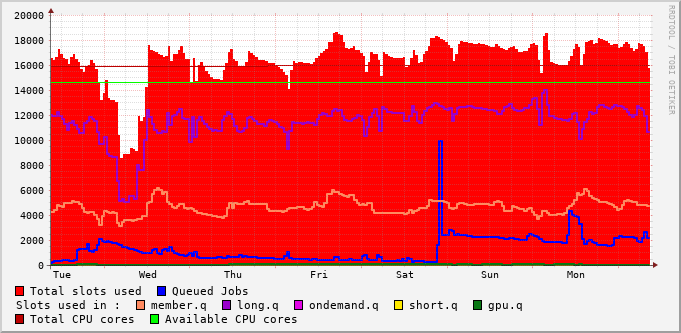 20000
18000
16000
14000
12000
10000
8000
6000
4000
2000
0
Tue Wed Thu Fri Sat Sun Mon
RRDTOOL / TOBI OETIKER
Total slots used Queued Jobs
Slots used in : member.q long.q ondemand.q short.q gpu.q
Total CPU cores Available CPU cores